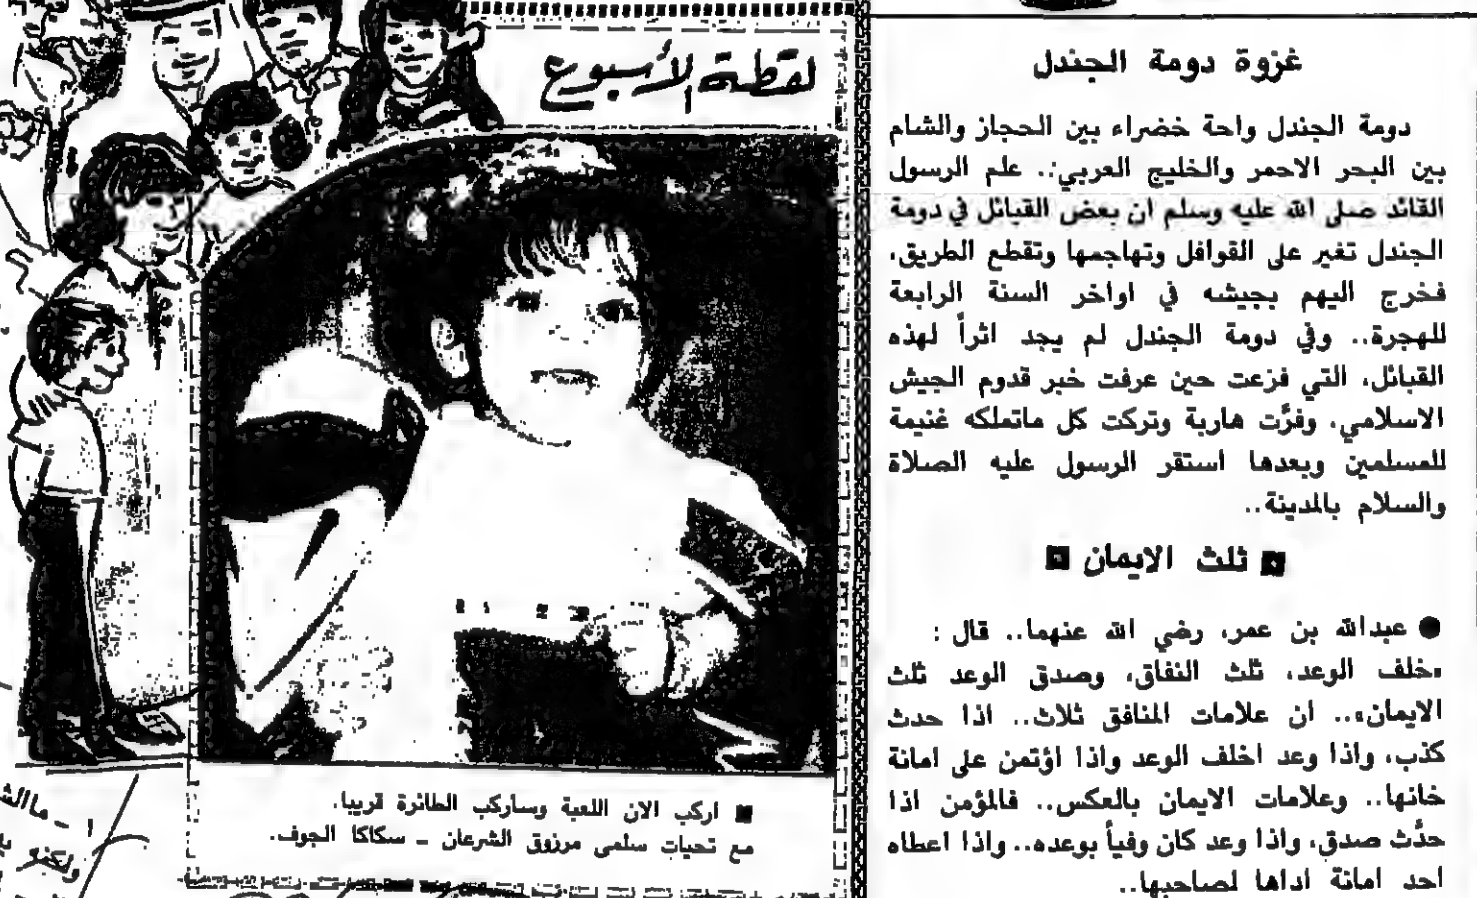 غزوة دومة الجندل
دومة الجندل واحة خضراء بين الحجاز والشام
بين البحر الاحمر والخليج العربي.. علم الرسول
القائد صلى الله عليه وسلم ان بعض القبائل في دومة
الجندل تغير على القوافل وتهاجمها وتقطع الطريق،
فخرج اليهم بجيشه في اواخر السنة الرابعة
للهجرة.. وفي دومة الجندل لم يجد اثراً لهذه
القبائل، التي فزعت حين عرفت خبر قدوم الجيش
الاسلامي، وفرَّت هاربة وتركت كل ماتملكه غنيمة
للمسلمين وبعدها استقر الرسول عليه الصلاة
والسلام بالمدينة..
ثلث الايمان
● عبدالله بن عمر، رضي الله عنهما.. قال :
«خلف الوعد، ثلث النفاق، وصدق الوعد ثلث
الايمان».. ان علامات المنافق ثلاث.. اذا حدث
كذب، واذا وعد اخلف الوعد واذا اؤتمن على امانة
خانها.. وعلامات الايمان بالعكس.. فالمؤمن اذا
حدَّث صدق، واذا وعد كان وفياً بوعده.. واذا اعطاه
احد امانة اداها لصاحبها..
لقطة الأسبوع
■ اركب الان اللعبة وسأركب الطائرة قريبا.
مع تحيات سلمى مرزوق الشرعان ــ سكاكا الجوف.
١ ــ
ولكنه